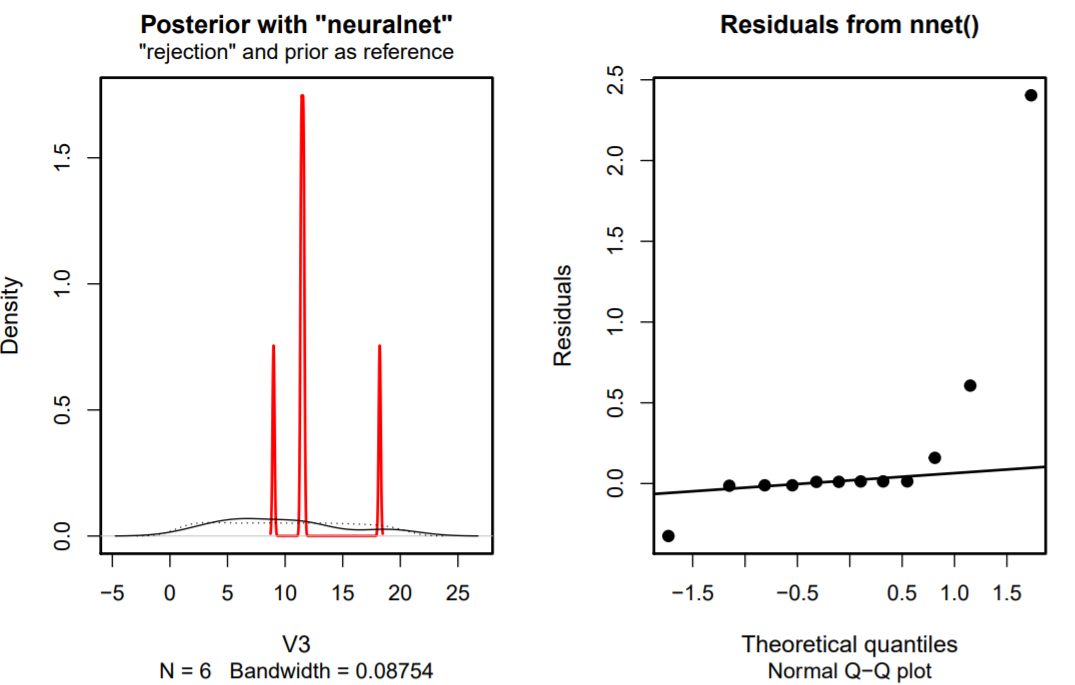 Posterior with "neuralnet"
"rejection" and prior as reference
Density
0.0 0.5 1.0 1.5
−5 0 5 10 15 20 25
V3
N = 6 Bandwidth = 0.08754
Residuals from nnet()
Residuals
0.0 0.5 1.0 1.5 2.0 2.5
−1.5 −0.5 0.5 1.0 1.5
Theoretical quantiles
Normal Q−Q plot